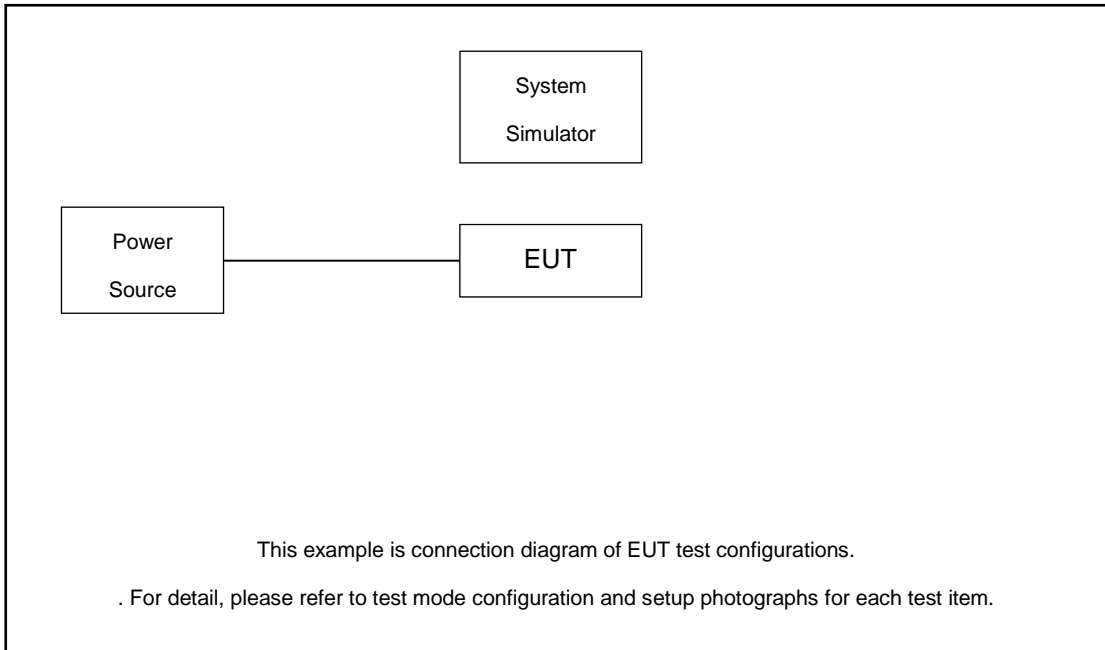 System
Simulator
Power
Source
EUT
This example is connection diagram of EUT test configurations.
. For detail, please refer to test mode configuration and setup photographs for each test item.